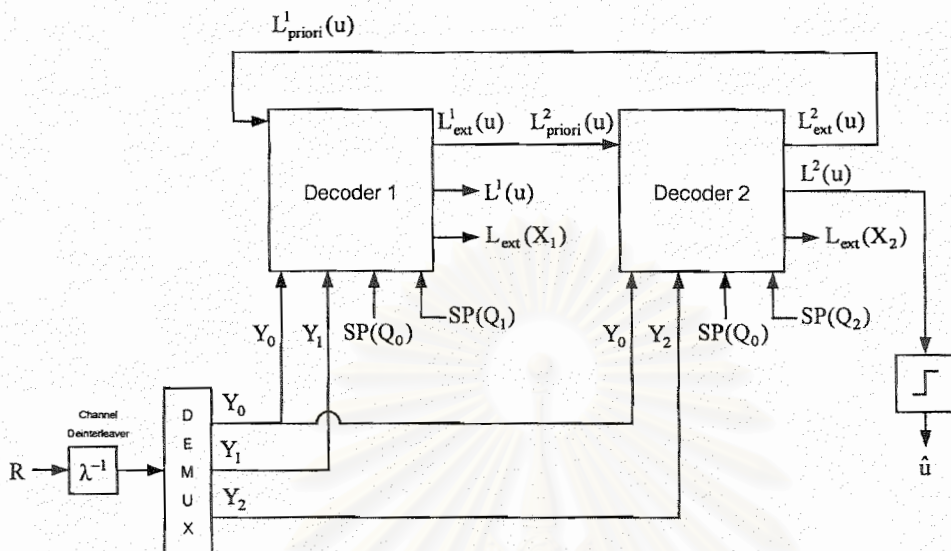 L¹priori(u)
L¹ext(u)
L²priori(u)
L²ext(u)
Decoder 1
L¹(u)
Lext(X₁)
Decoder 2
L²(u)
Lext(X₂)
Y₀
Y₁
SP(Q₀)
SP(Q₁)
Y₀
Y₂
SP(Q₀)
SP(Q₂)
Channel
Deinterleaver
R
λ⁻¹
DEMUX
Y₀
Y₁
Y₂
û